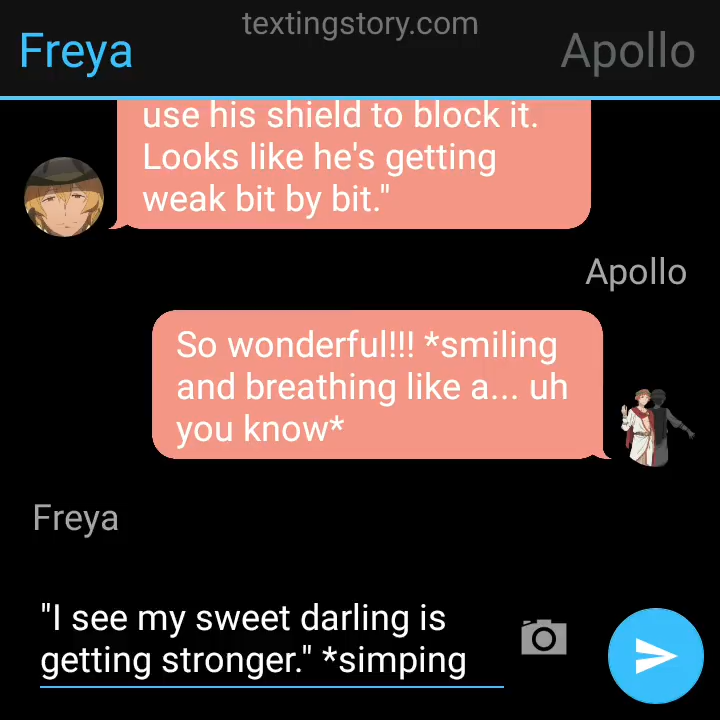 textingstory.com
Freya
Apollo
use his shield to block it.
Looks like he's getting
weak bit by bit."
Apollo
So wonderful!!! *smiling
and breathing like a... uh
you know*
Freya
"I see my sweet darling is
getting stronger." *simping